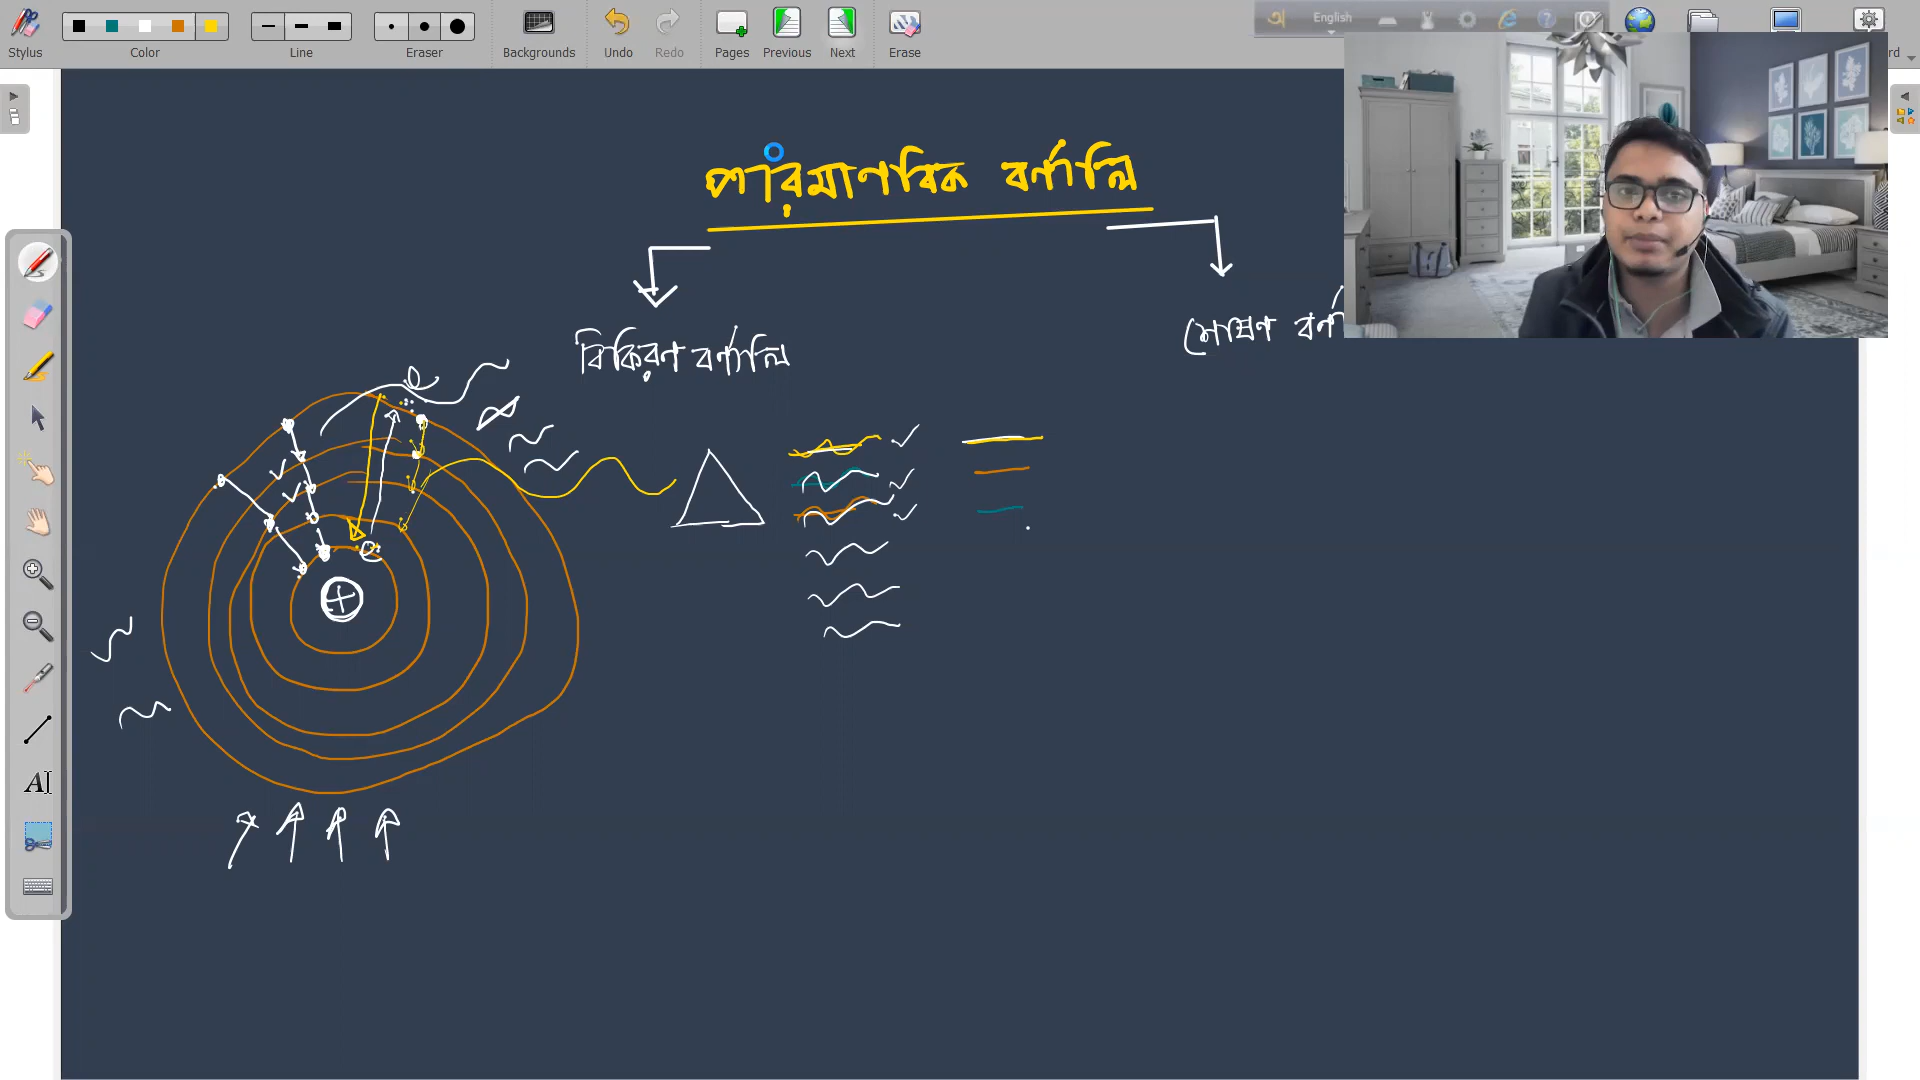 English
Stylus Color Line Eraser Backgrounds Undo Redo Pages Previous Next Erase rd
পারমাণবিক বর্ণালি
বিকিরণ বর্ণালি
শোষণ বর্ণা
e
+